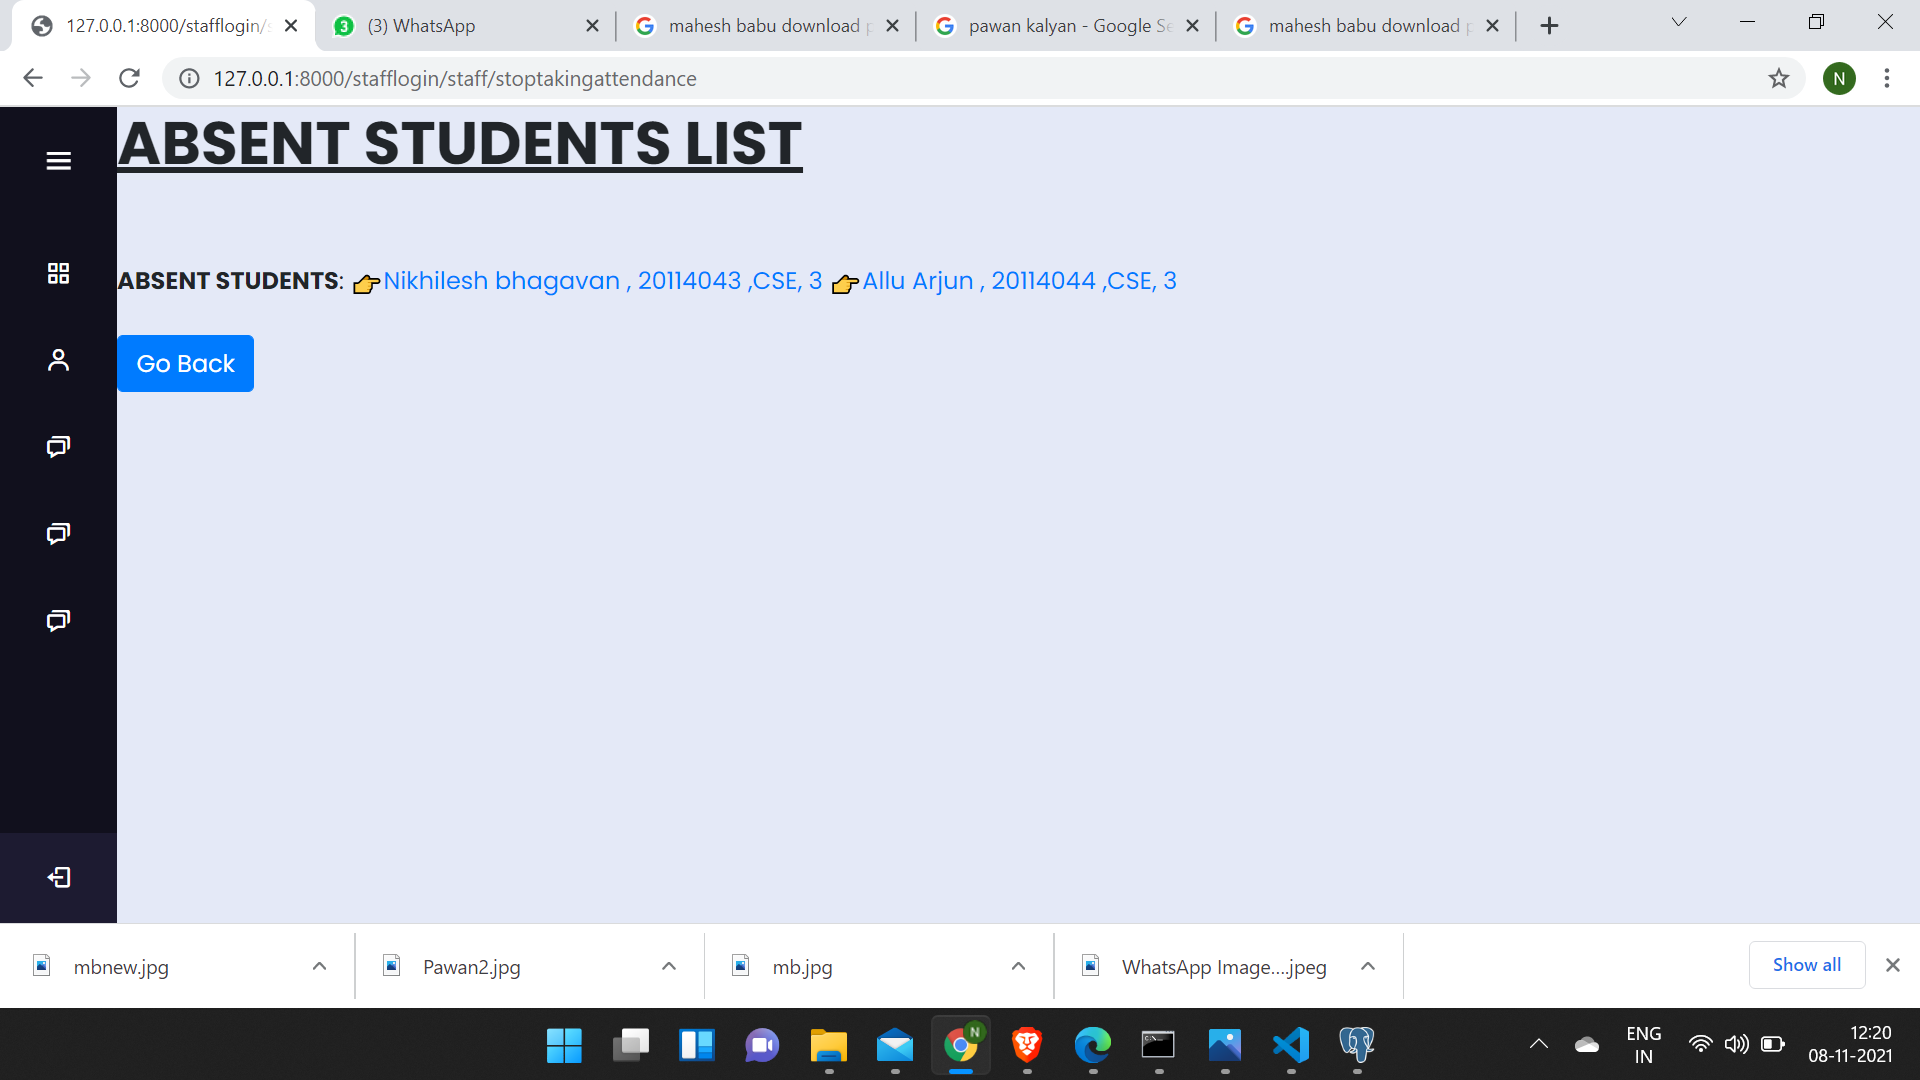 127.0.0.1:8000/stafflogin/s
(3) WhatsApp
mahesh babu download p
pawan kalyan - Google Se
mahesh babu download p
127.0.0.1:8000/stafflogin/staff/stoptakingattendance
N
ABSENT STUDENTS LIST
ABSENT STUDENTS: 👉Nikhilesh bhagavan , 20114043 ,CSE, 3 👉Allu Arjun , 20114044 ,CSE, 3
Go Back
mbnew.jpg
Pawan2.jpg
mb.jpg
WhatsApp Image....jpeg
Show all
N
ENG
IN
12:20
08-11-2021